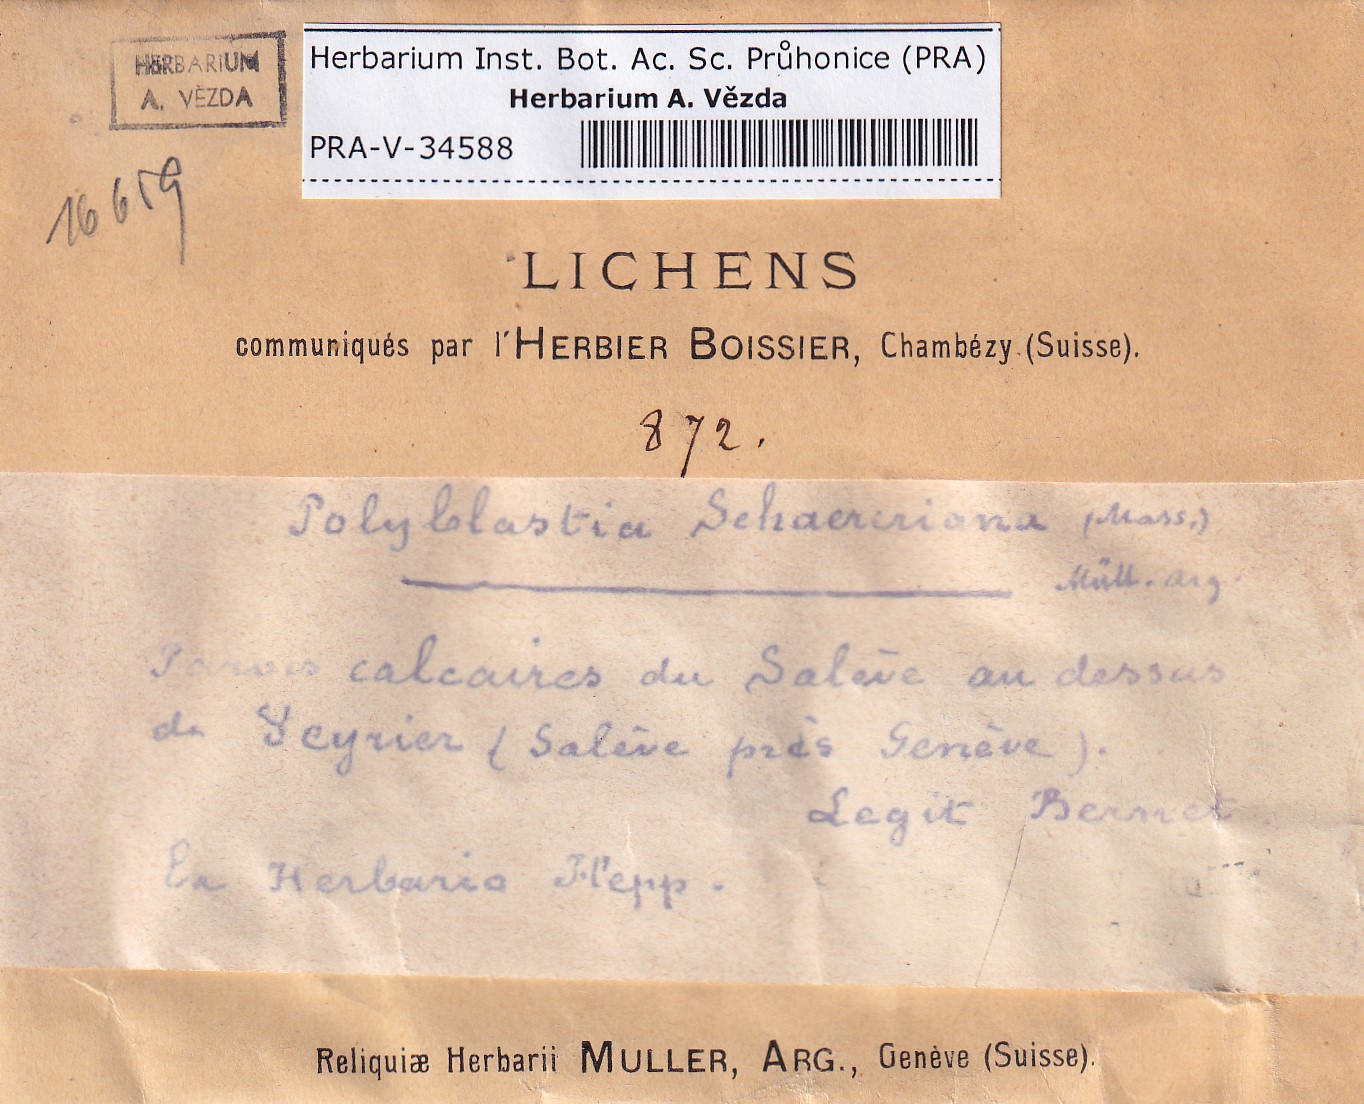 HERBARIUM
A. VĚZDA
Herbarium Inst. Bot. Ac. Sc. Průhonice (PRA)
Herbarium A. Vězda
PRA-V-34588
16659
LICHENS
communiqués par l'HERBIER BOISSIER, Chambézy (Suisse).
872.
Polyblastia Schaereriana (Mass.)
Müll. Arg.
Parois calcaires du Salève au dessus
de Veyrier (Salève près Genève).
Legit Bernet.
Ex Herbario Hepp.
Reliquiæ Herbarii MULLER, ARG., Genève (Suisse).